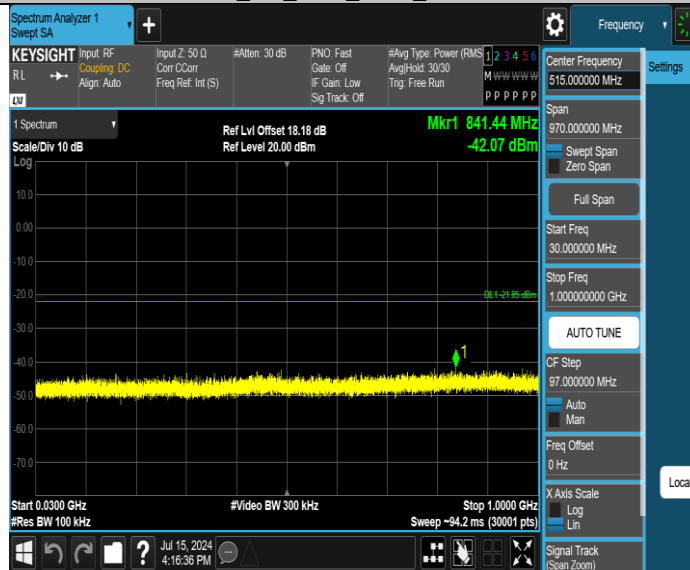 Spectrum Analyzer 1
Swept SA
Frequency
KEYSIGHT
RL
LXI
Input: RF
Coupling: DC
Align: Auto
Input Z: 50 Ω
Corr CCorr
Freq Ref: Int (S)
#Atten: 30 dB
PNO: Fast
Gate: Off
IF Gain: Low
Sig Track: Off
#Avg Type: Power (RMS
Avg|Hold: 30/30
Trig: Free Run
1 2 3 4 5 6
M W W W W W
P P P P P P
1 Spectrum
Scale/Div 10 dB
Ref Lvl Offset 18.18 dB
Ref Level 20.00 dBm
Mkr1 841.44 MHz
-42.07 dBm
Log
10.0
0.00
-10.0
-20.0
DL1 -21.85 dBm
-30.0
-40.0
1
-50.0
-60.0
-70.0
Start 0.0300 GHz
#Res BW 100 kHz
#Video BW 300 kHz
Stop 1.0000 GHz
Sweep ~94.2 ms (30001 pts)
?
Jul 15, 2024
4:16:36 PM
Center Frequency
515.000000 MHz
Span
970.000000 MHz
Swept Span
Zero Span
Full Span
Start Freq
30.000000 MHz
Stop Freq
1.000000000 GHz
AUTO TUNE
CF Step
97.000000 MHz
Auto
Man
Freq Offset
0 Hz
X Axis Scale
Log
Lin
Signal Track
(Span Zoom)
Settings
Loca